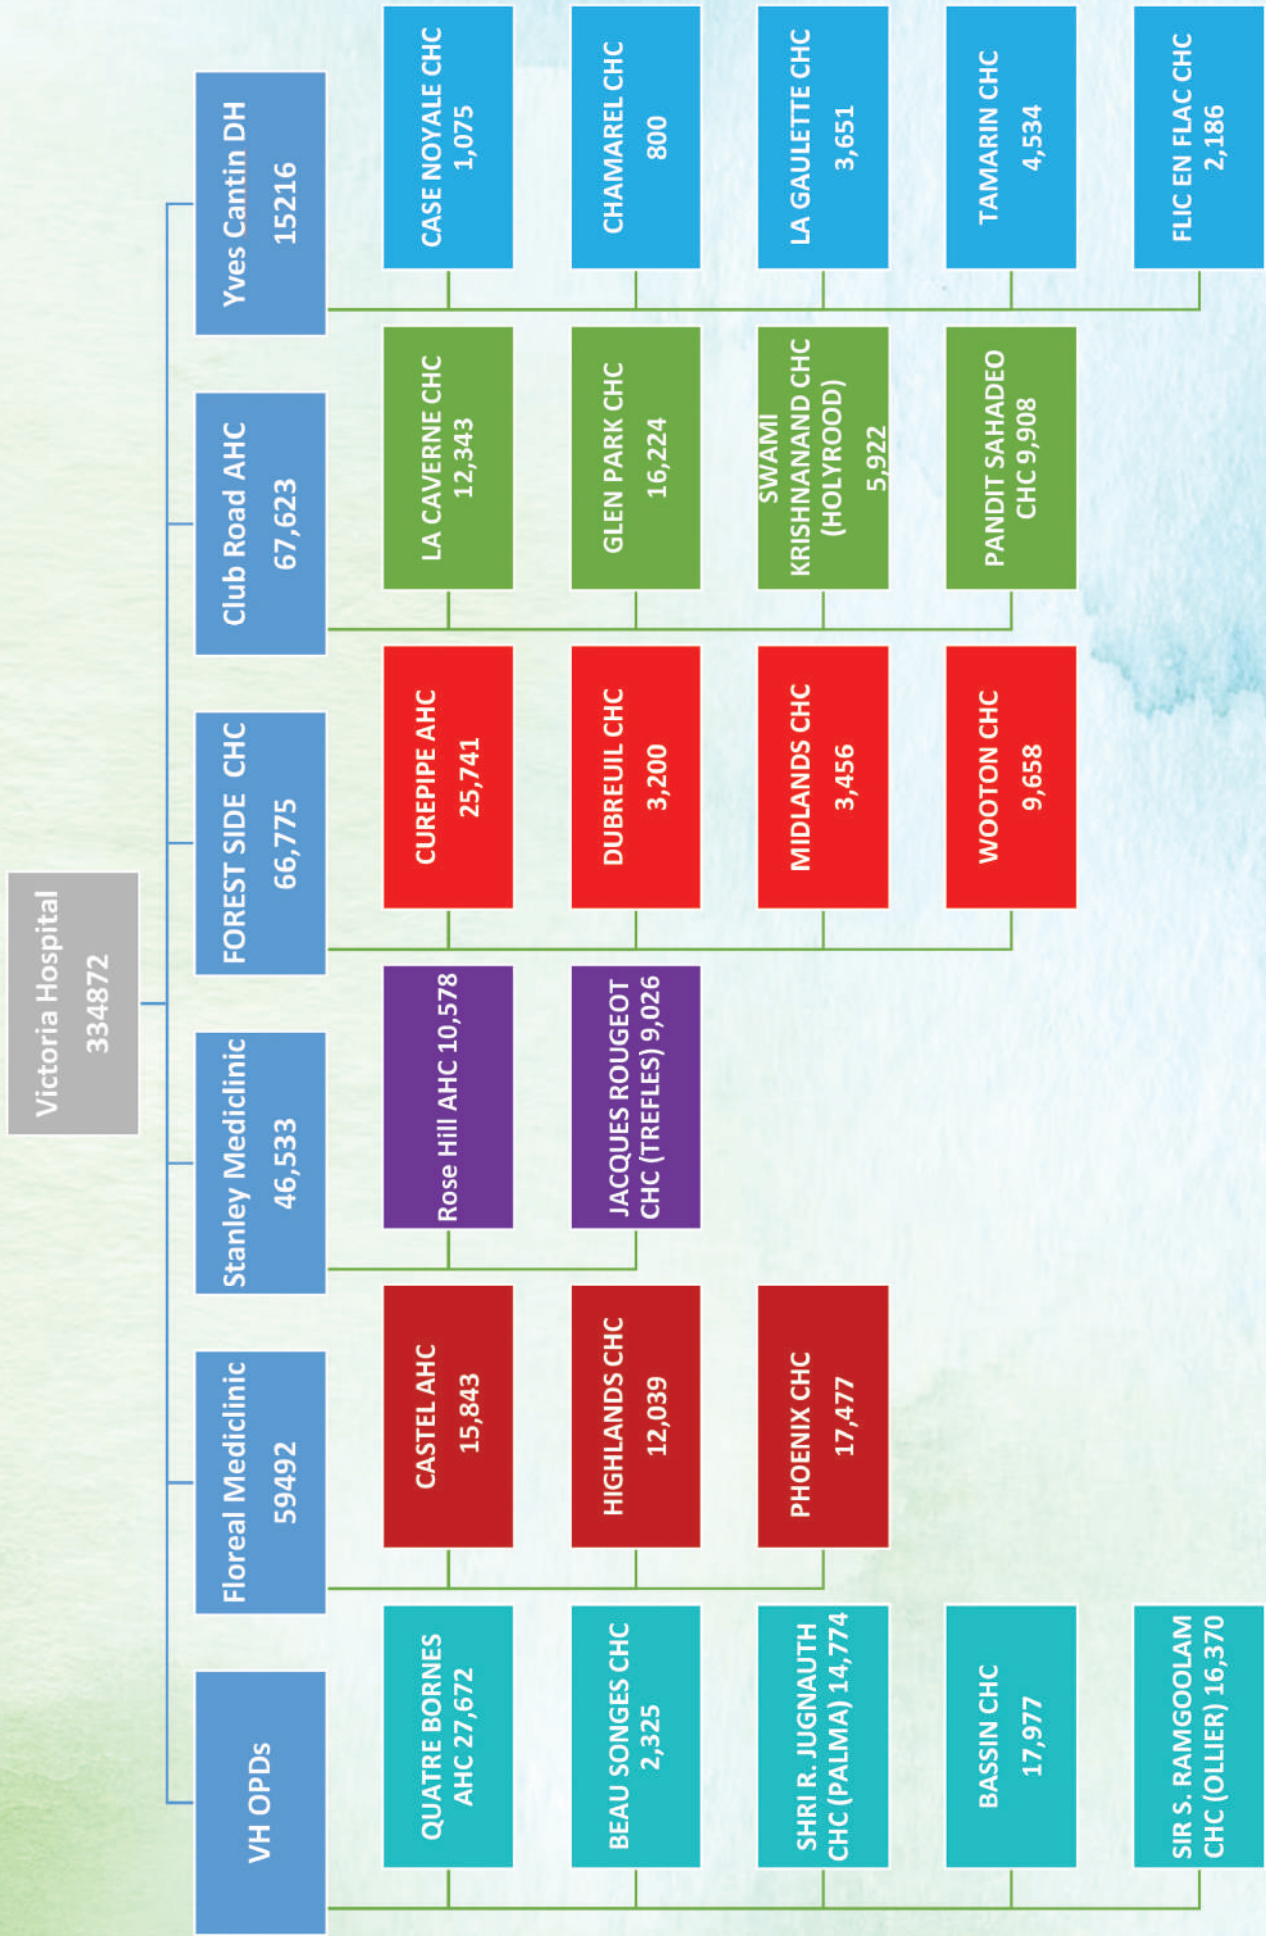 Victoria Hospital
334872
VH OPDs
Floreal Mediclinic
59492
Stanley Mediclinic
46,533
FOREST SIDE CHC
66,775
Club Road AHC
67,623
Yves Cantin DH
15216
QUATRE BORNES
AHC 27,672
BEAU SONGES CHC
2,325
SHRI R. JUGNAUTH
CHC (PALMA) 14,774
BASSIN CHC
17,977
SIR S. RAMGOOLAM
CHC (OLLIER) 16,370
CASTEL AHC
15,843
HIGHLANDS CHC
12,039
PHOENIX CHC
17,477
Rose Hill AHC 10,578
JACQUES ROUGEOT
CHC (TREFLES) 9,026
CUREPIPE AHC
25,741
DUBREUIL CHC
3,200
MIDLANDS CHC
3,456
WOOTON CHC
9,658
LA CAVERNE CHC
12,343
GLEN PARK CHC
16,224
SWAMI
KRISHNANAND CHC
(HOLYROOD)
5,922
PANDIT SAHADEO
CHC 9,908
CASE NOYALE CHC
1,075
CHAMAREL CHC
800
LA GAULETTE CHC
3,651
TAMARIN CHC
4,534
FLIC EN FLAC CHC
2,186